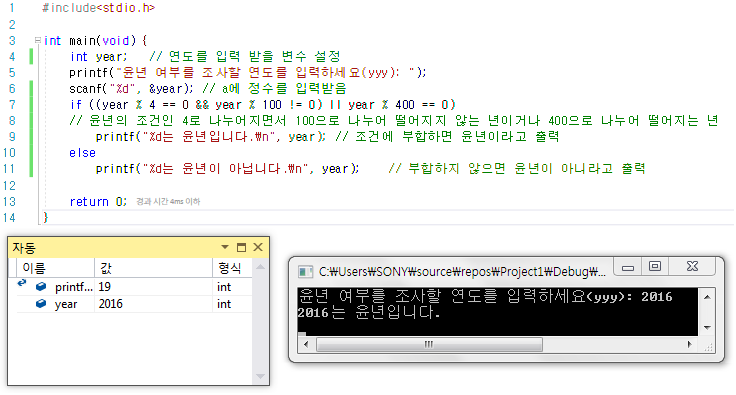 1 #include<stdio.h>
2
3 int main(void) {
4 int year; // 연도를 입력 받을 변수 설정
5 printf("윤년 여부를 조사할 연도를 입력하세요(yyy): ");
6 scanf("%d", &year); // a에 정수를 입력받음
7 if ((year % 4 == 0 && year % 100 != 0) || year % 400 == 0)
8 // 윤년의 조건인 4로 나누어지면서 100으로 나누어 떨어지지 않는 년이거나 400으로 나누어 떨어지는 년
9 printf("%d는 윤년입니다.₩n", year); // 조건에 부합하면 윤년이라고 출력
10 else
11 printf("%d는 윤년이 아닙니다.₩n", year); // 부합하지 않으면 윤년이 아니라고 출력
12
13 return 0; 경과 시간 4ms 이하
14 }
자동
이름 값 형식
printf... 19 int
year 2016 int
C:₩Users₩SONY₩source₩repos₩Project1₩Debug₩...
윤년 여부를 조사할 연도를 입력하세요(yyy): 2016
2016는 윤년입니다.